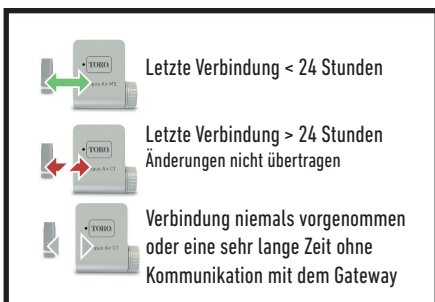 TORO
Letzte Verbindung < 24 Stunden
TORO
Letzte Verbindung > 24 Stunden
Änderungen nicht übertragen
TORO
Verbindung niemals vorgenommen
oder eine sehr lange Zeit ohne
Kommunikation mit dem Gateway